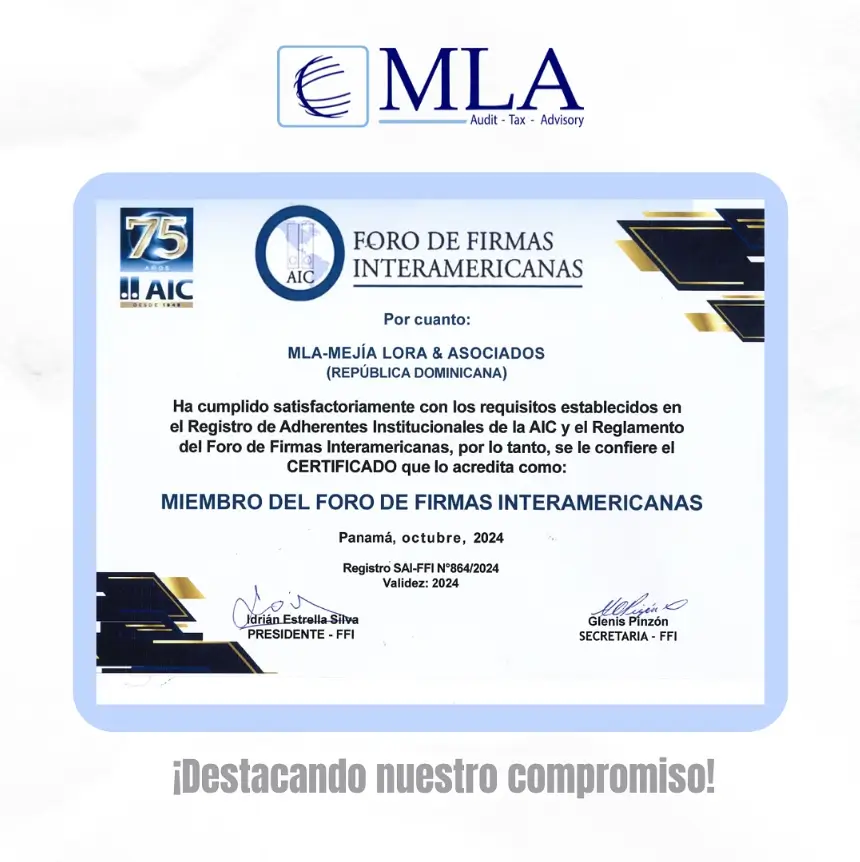 MLA
Audit - Tax - Advisory
75
AÑOS
AIC
DESDE 1949
AIC
FORO DE FIRMAS
INTERAMERICANAS
Por cuanto:
MLA-MEJÍA LORA & ASOCIADOS
(REPÚBLICA DOMINICANA)
Ha cumplido satisfactoriamente con los requisitos establecidos en
el Registro de Adherentes Institucionales de la AIC y el Reglamento
del Foro de Firmas Interamericanas, por lo tanto, se le confiere el
CERTIFICADO que lo acredita como:
MIEMBRO DEL FORO DE FIRMAS INTERAMERICANAS
Panamá, octubre, 2024
Registro SAI-FFI N°864/2024
Validez: 2024
Idrián Estrella Silva
PRESIDENTE - FFI
Glenis Pinzón
SECRETARIA - FFI
¡Destacando nuestro compromiso!